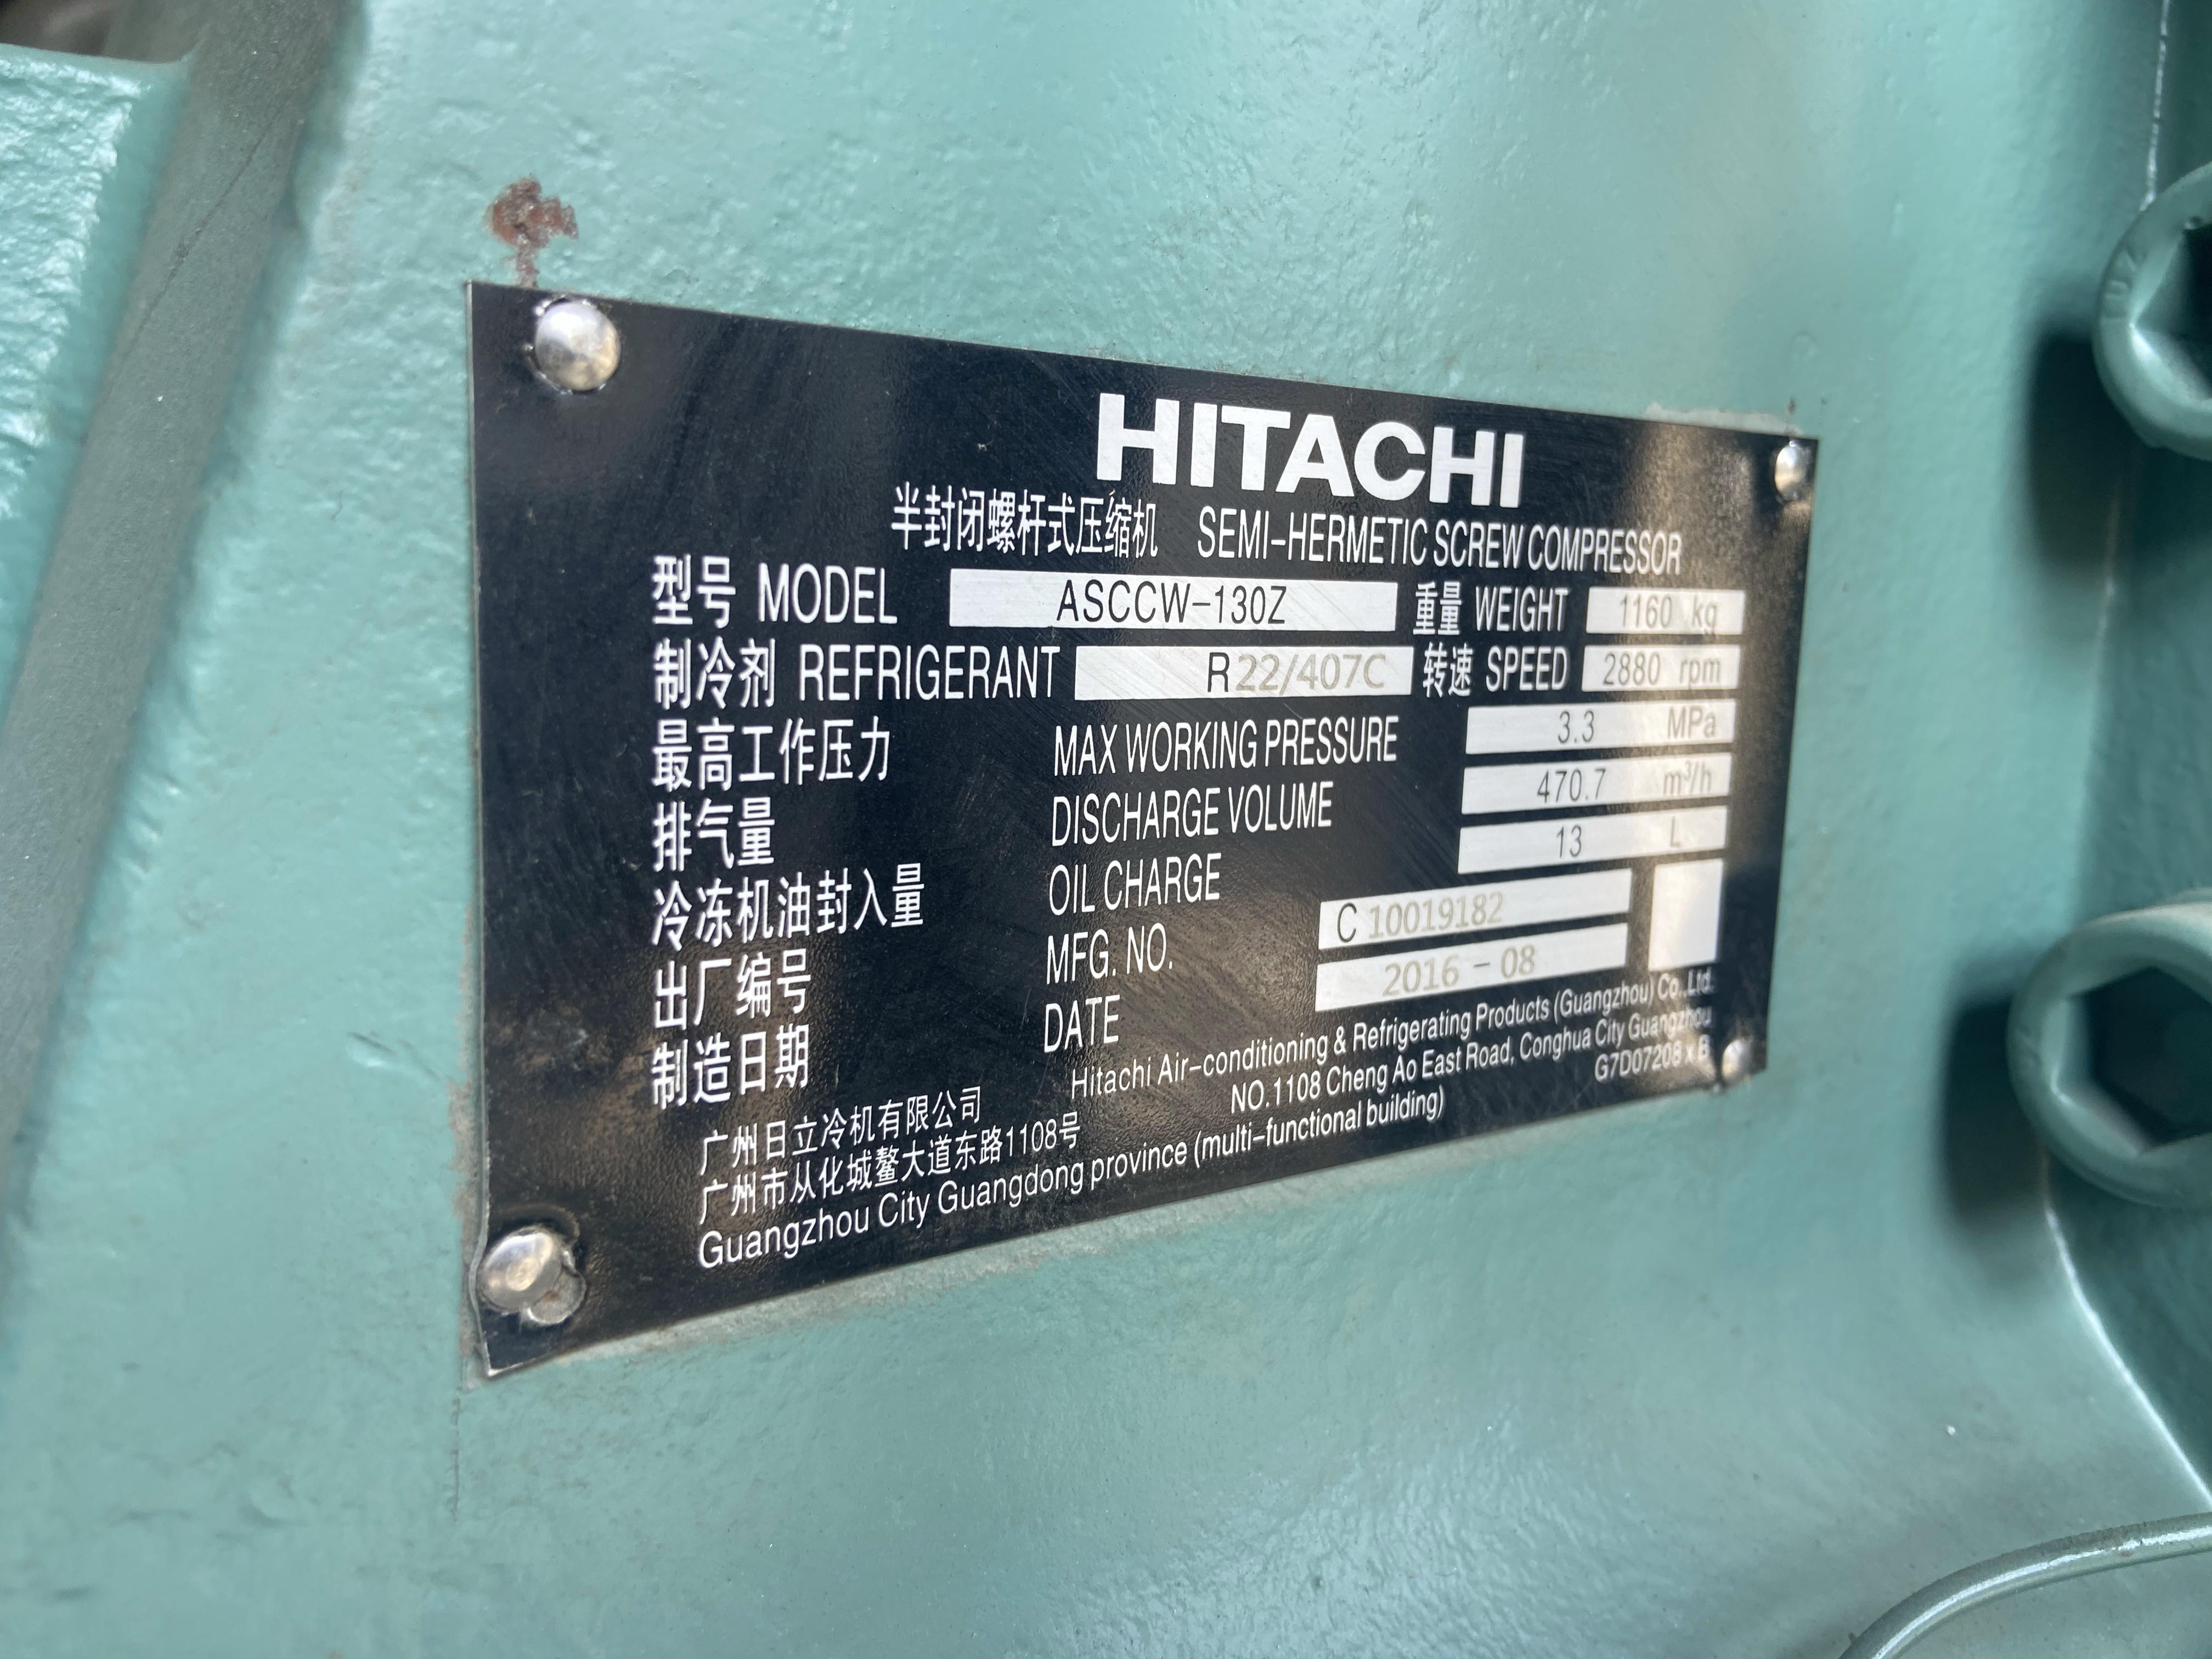 HITACHI
半封闭螺杆式压缩机 SEMI-HERMETIC SCREW COMPRESSOR
型号 MODEL ASCCW-130Z 重量 WEIGHT 1160 kg
制冷剂 REFRIGERANT R22/407C 转速 SPEED 2880 rpm
最高工作压力 MAX WORKING PRESSURE 3.3 MPa
排气量 DISCHARGE VOLUME 470.7 m³/h
冷冻机油封入量 OIL CHARGE 13 L
出厂编号 MFG. NO. C 10019182
制造日期 DATE 2016-08
广州日立冷机有限公司 Hitachi Air-conditioning & Refrigerating Products (Guangzhou) Co.,Ltd.
广州市从化城鳌大道东路1108号 NO.1108 Cheng Ao East Road, Conghua City Guangzhou
Guangzhou City Guangdong province (multi-functional building) G7D07208xB